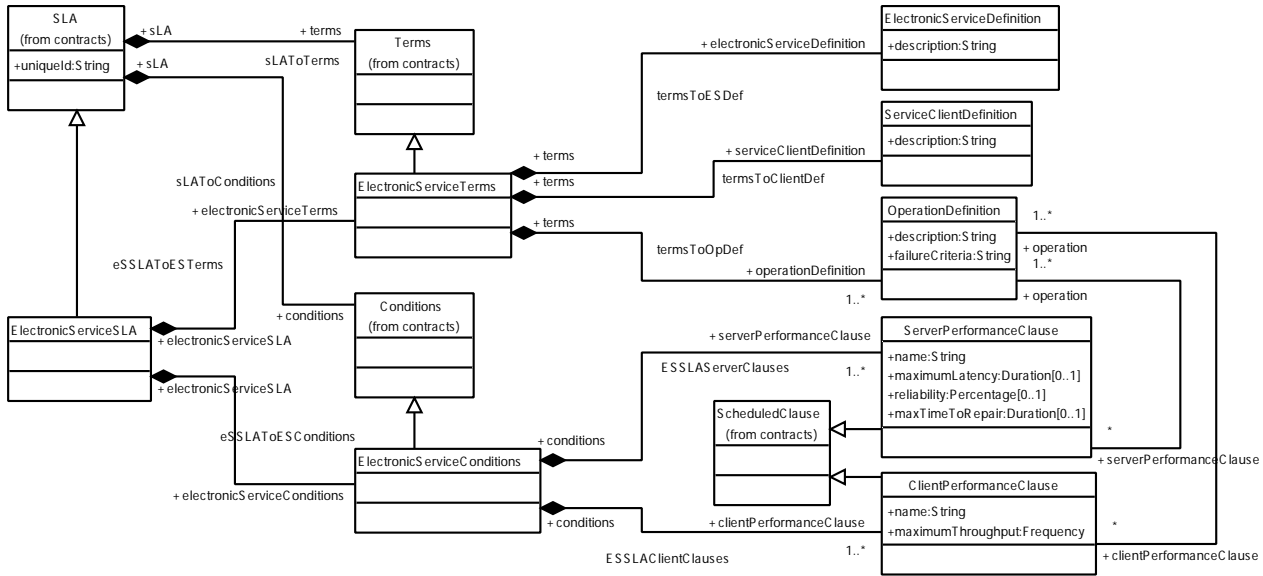 SLA
(from contracts)
+uniqueId:String
+ sLA
+ terms
+ sLA
sLAToTerms
Terms
(from contracts)
ElectronicServiceDefinition
+description:String
+ electronicServiceDefinition
termsToESDef
ServiceClientDefinition
+description:String
+ serviceClientDefinition
termsToClientDef
+ terms
+ terms
+ terms
ElectronicServiceTerms
sLAToConditions
+ electronicServiceTerms
eSSLAToESTerms
termsToOpDef
+ operationDefinition
1..*
OperationDefinition
+description:String
+failureCriteria:String
1..*
+ operation
1..*
+ operation
Conditions
(from contracts)
+ conditions
ElectronicServiceSLA
+ electronicServiceSLA
+ electronicServiceSLA
eSSLAToESConditions
+ electronicServiceConditions
ElectronicServiceConditions
+ conditions
+ conditions
+ serverPerformanceClause
ESSLAServerClauses
1..*
ServerPerformanceClause
+name:String
+maximumLatency:Duration[0..1]
+reliability:Percentage[0..1]
+maxTimeToRepair:Duration[0..1]
*
+ serverPerformanceClause
ScheduledClause
(from contracts)
+ clientPerformanceClause
1..*
ESSLAClientClauses
ClientPerformanceClause
+name:String
+maximumThroughput:Frequency
*
+ clientPerformanceClause